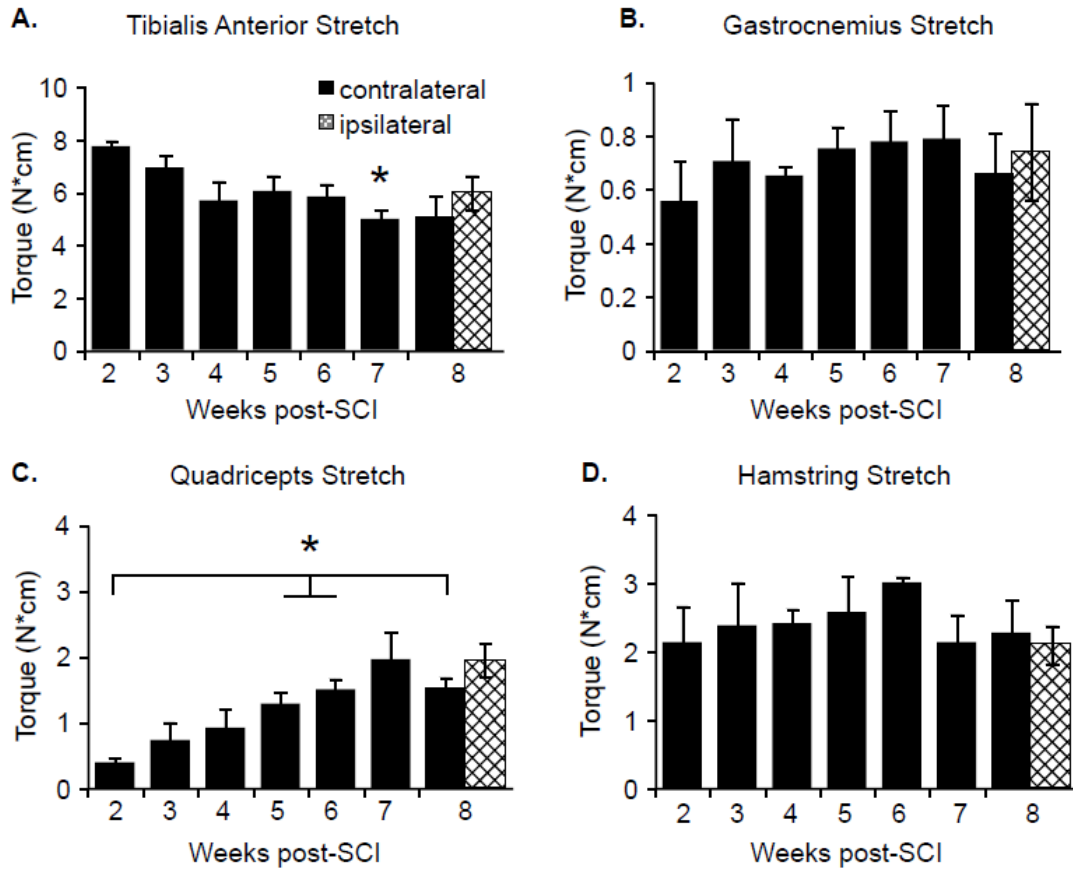 A. Tibialis Anterior Stretch
contralateral
ipsilateral
Torque (N*cm)
10
8
6
4
2
0
*
2 3 4 5 6 7 8
Weeks post-SCI
B. Gastrocnemius Stretch
Torque (N*cm)
1
0.8
0.6
0.4
0.2
0
2 3 4 5 6 7 8
Weeks post-SCI
C. Quadricepts Stretch
Torque (N*cm)
4
3
2
1
0
*
2 3 4 5 6 7 8
Weeks post-SCI
D. Hamstring Stretch
Torque (N*cm)
4
3
2
1
0
2 3 4 5 6 7 8
Weeks post-SCI